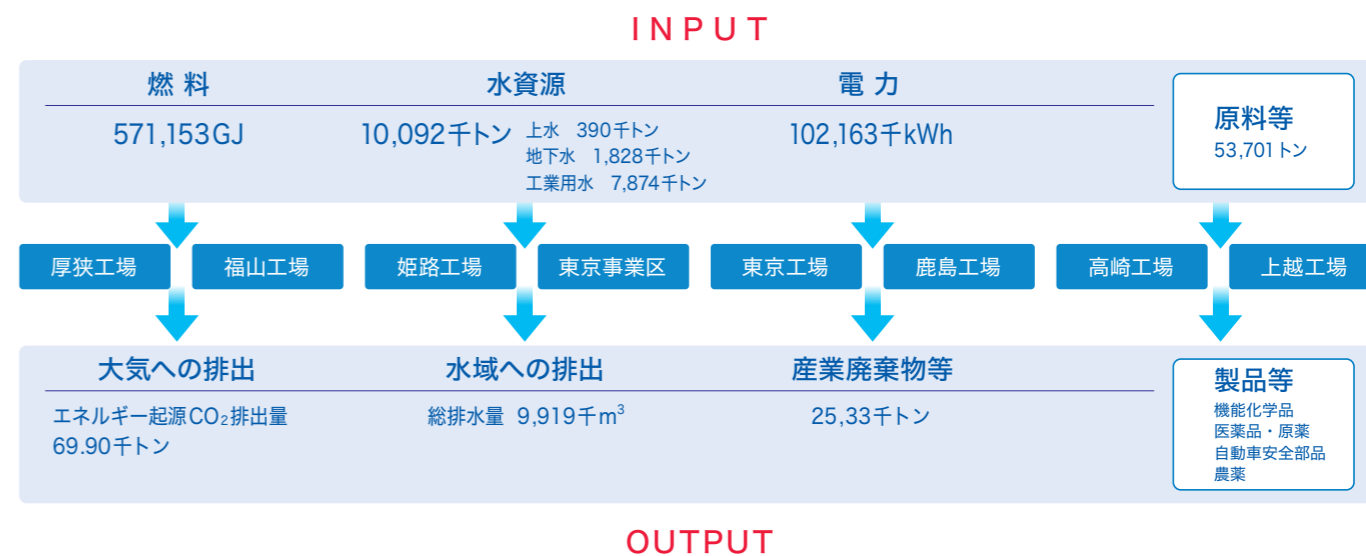 INPUT
燃料
571,153GJ
水資源
10,092千トン
上水 390千トン
地下水 1,828千トン
工業用水 7,874千トン
電力
102,163千kWh
原料等
53,701トン
厚狭工場
福山工場
姫路工場
東京事業区
東京工場
鹿島工場
高崎工場
上越工場
大気への排出
エネルギー起源CO₂排出量
69.90千トン
水域への排出
総排水量 9,919千m³
産業廃棄物等
25,33千トン
製品等
機能化学品
医薬品・原薬
自動車安全部品
農薬
OUTPUT